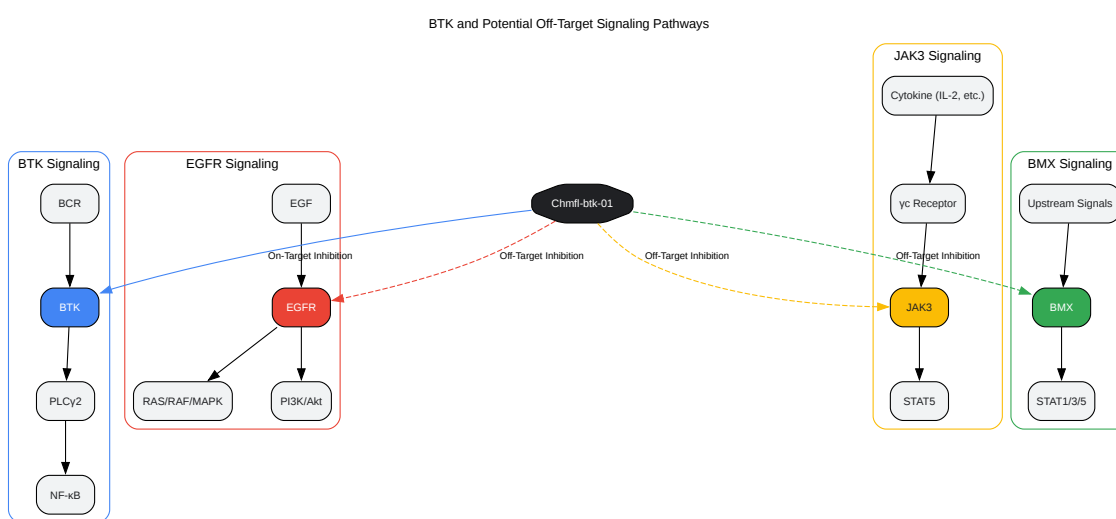 BTK and Potential Off-Target Signaling Pathways
BTK Signaling
BCR
BTK
PLCγ2
NF-κB
EGFR Signaling
EGF
EGFR
RAS/RAF/MAPK
PI3K/Akt
Chmfl-btk-01
On-Target Inhibition
Off-Target Inhibition
Off-Target Inhibition
Off-Target Inhibition
JAK3 Signaling
Cytokine (IL-2, etc.)
γc Receptor
JAK3
STAT5
BMX Signaling
Upstream Signals
BMX
STAT1/3/5